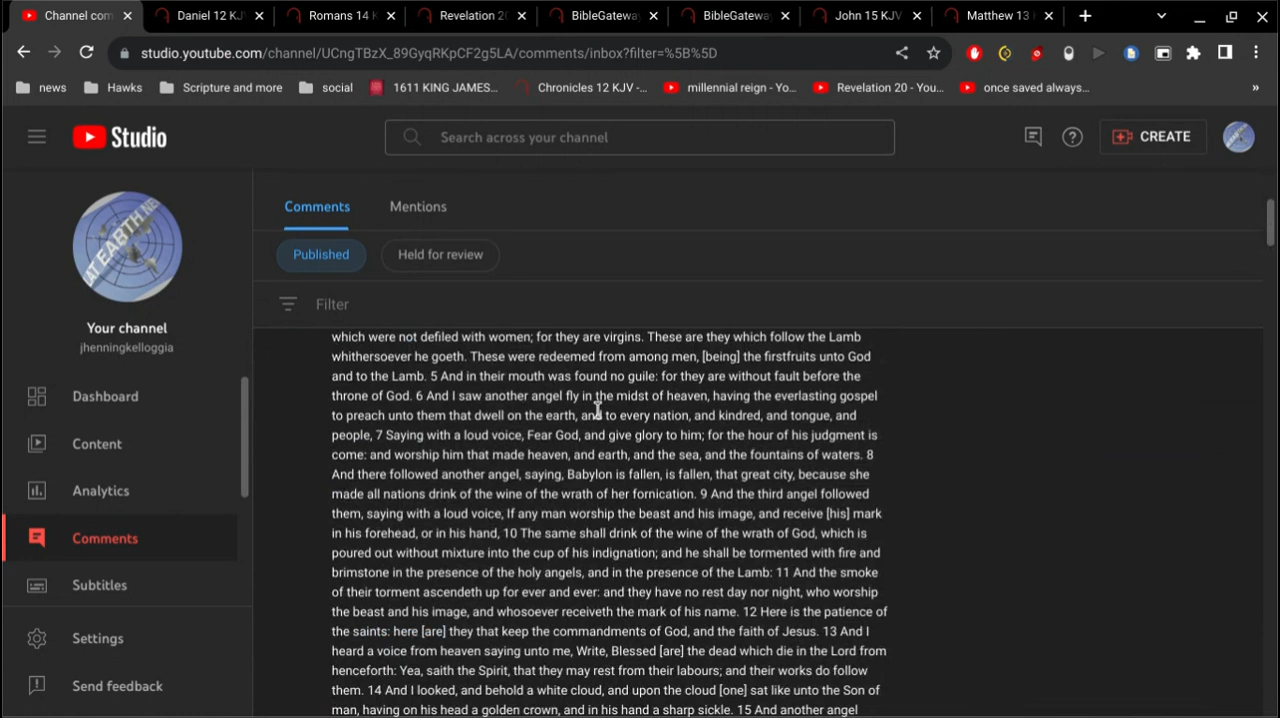 Channel com
Daniel 12 KJV
Romans 14 K
Revelation 20
BibleGateway
BibleGateway
John 15 KJV
Matthew 13 K
studio.youtube.com/channel/UCngTBzX_89GyqRKpCF2g5LA/comments/inbox?filter=%5B%5D
news
Hawks
Scripture and more
social
1611 KING JAMES...
Chronicles 12 KJV -...
millennial reign - Yo...
Revelation 20 - You...
once saved always...
»
Studio
Search across your channel
CREATE
LAT EARTH NE
Your channel
jhenningkelloggia
Dashboard
Content
Analytics
Comments
Subtitles
Settings
Send feedback
Comments
Mentions
Published
Held for review
Filter
which were not defiled with women; for they are virgins. These are they which follow the Lamb
whithersoever he goeth. These were redeemed from among men, [being] the firstfruits unto God
and to the Lamb. 5 And in their mouth was found no guile: for they are without fault before the
throne of God. 6 And I saw another angel fly in the midst of heaven, having the everlasting gospel
to preach unto them that dwell on the earth, and to every nation, and kindred, and tongue, and
people, 7 Saying with a loud voice, Fear God, and give glory to him; for the hour of his judgment is
come: and worship him that made heaven, and earth, and the sea, and the fountains of waters. 8
And there followed another angel, saying, Babylon is fallen, is fallen, that great city, because she
made all nations drink of the wine of the wrath of her fornication. 9 And the third angel followed
them, saying with a loud voice, If any man worship the beast and his image, and receive [his] mark
in his forehead, or in his hand, 10 The same shall drink of the wine of the wrath of God, which is
poured out without mixture into the cup of his indignation; and he shall be tormented with fire and
brimstone in the presence of the holy angels, and in the presence of the Lamb: 11 And the smoke
of their torment ascendeth up for ever and ever: and they have no rest day nor night, who worship
the beast and his image, and whosoever receiveth the mark of his name. 12 Here is the patience of
the saints: here [are] they that keep the commandments of God, and the faith of Jesus. 13 And I
heard a voice from heaven saying unto me, Write, Blessed [are] the dead which die in the Lord from
henceforth: Yea, saith the Spirit, that they may rest from their labours; and their works do follow
them. 14 And I looked, and behold a white cloud, and upon the cloud [one] sat like unto the Son of
man, having on his head a golden crown, and in his hand a sharp sickle. 15 And another angel